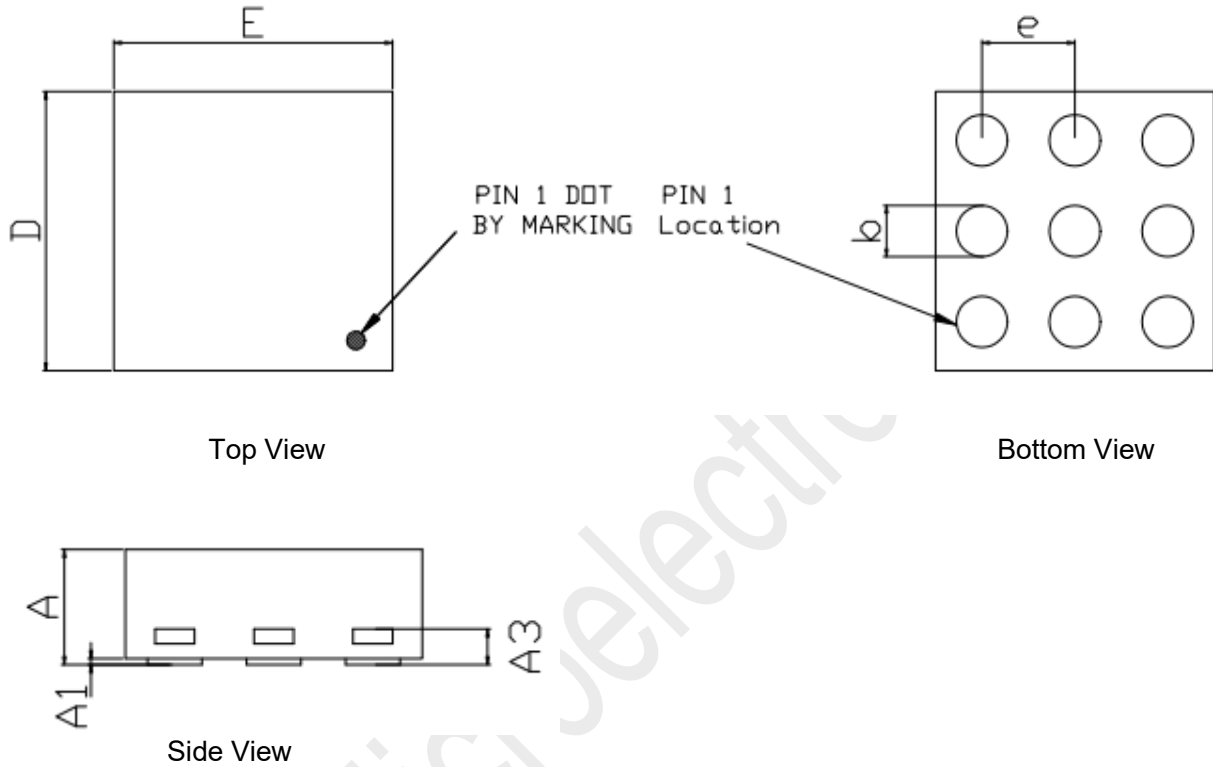 E
e
D
PIN 1 DOT
BY MARKING
PIN 1
Location
b
Top View
Bottom View
A
A1
A3
Side View